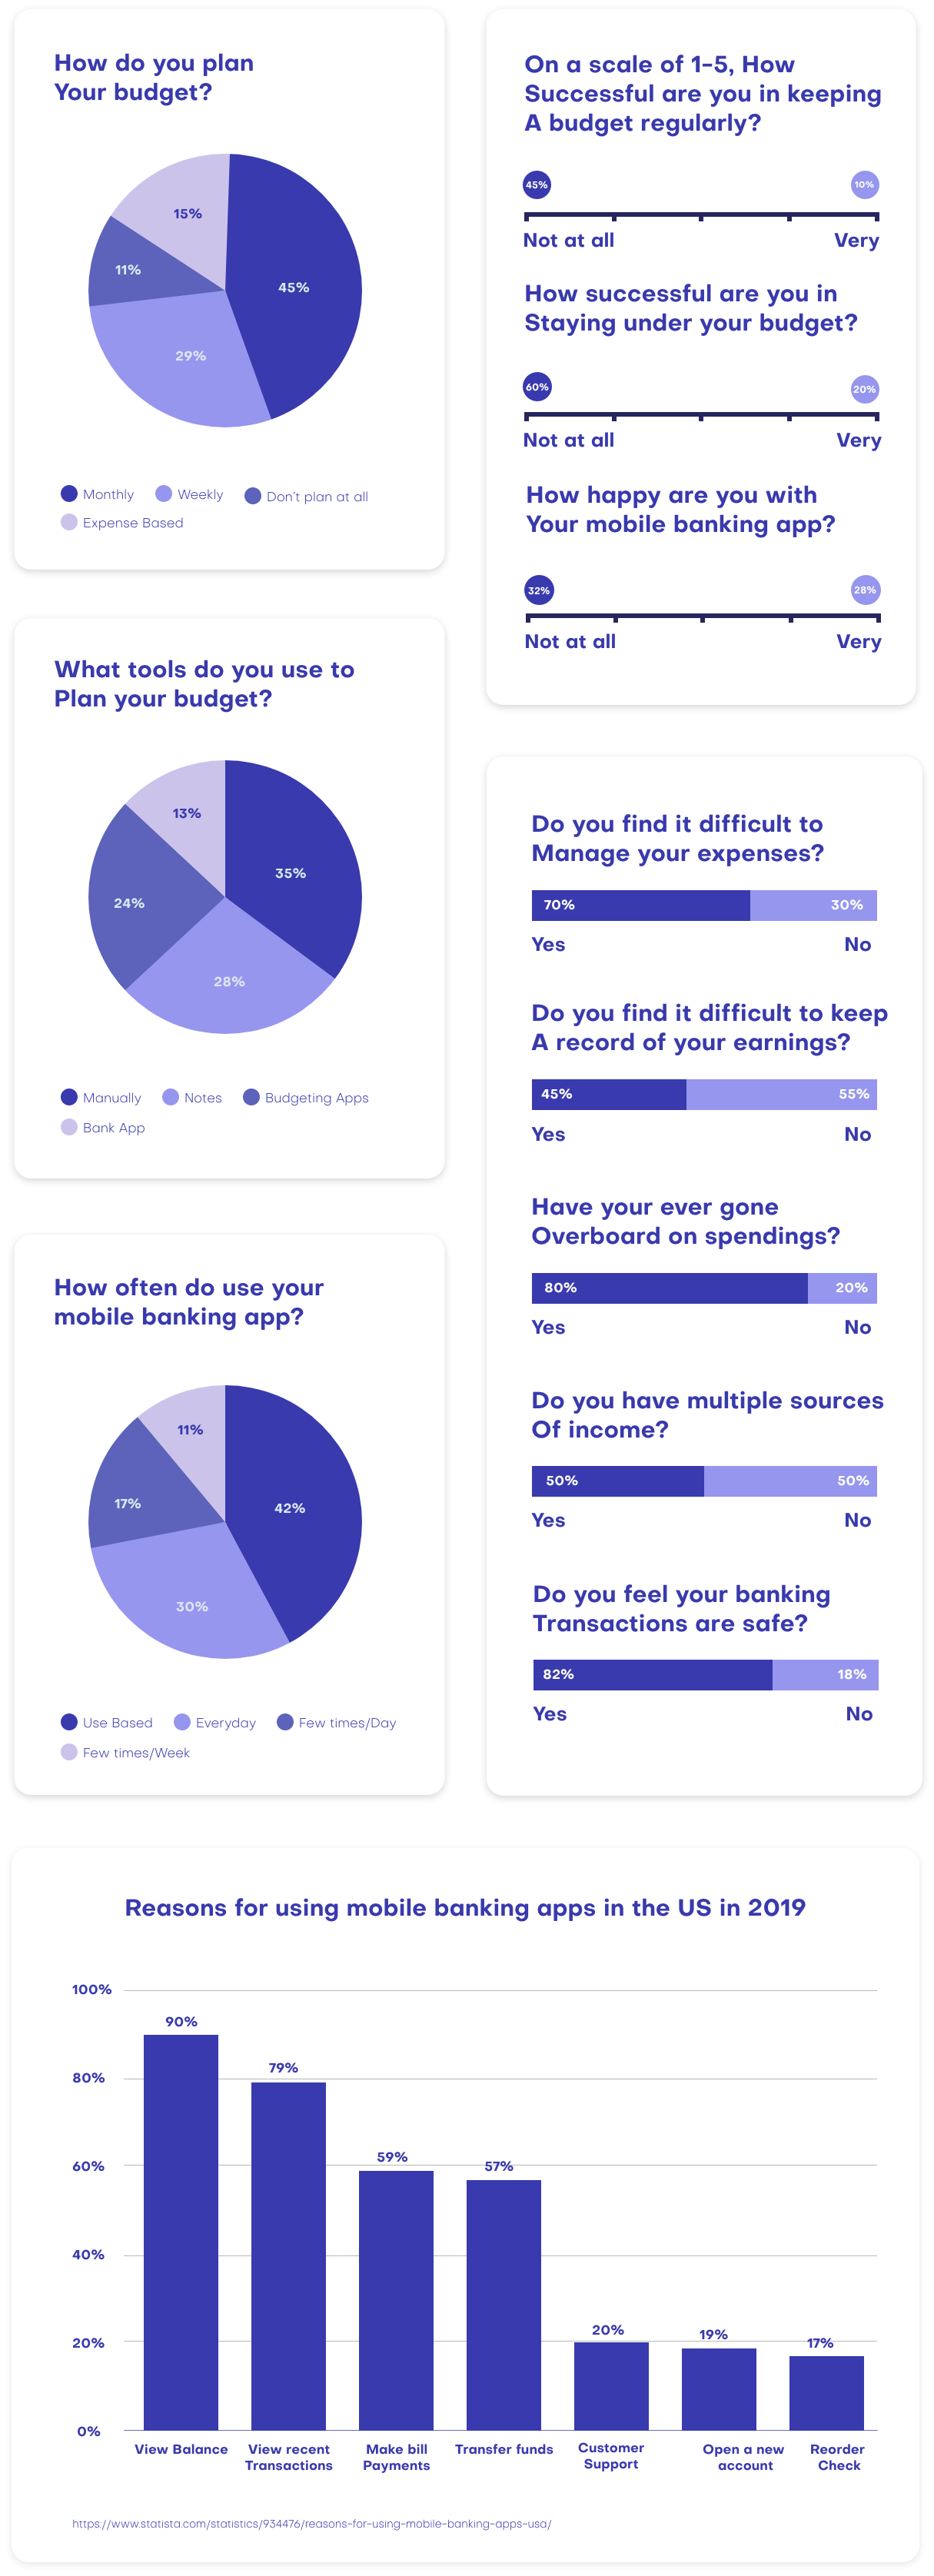 How do you plan
Your budget?
15%
11%
45%
29%
Monthly
Weekly
Don't plan at all
Expense Based
What tools do you use to
Plan your budget?
13%
35%
24%
28%
Manually
Notes
Budgeting Apps
Bank App
How often do use your
mobile banking app?
11%
17%
42%
30%
Use Based
Everyday
Few times/Day
Few times/Week
On a scale of 1-5, How
Successful are you in keeping
A budget regularly?
45%
10%
Not at all
Very
How successful are you in
Staying under your budget?
60%
20%
Not at all
Very
How happy are you with
Your mobile banking app?
32%
28%
Not at all
Very
Do you find it difficult to
Manage your expenses?
70%
30%
Yes
No
Do you find it difficult to keep
A record of your earnings?
45%
55%
Yes
No
Have your ever gone
Overboard on spendings?
80%
20%
Yes
No
Do you have multiple sources
Of income?
50%
50%
Yes
No
Do you feel your banking
Transactions are safe?
82%
18%
Yes
No
Reasons for using mobile banking apps in the US in 2019
100%
80%
60%
40%
20%
0%
90%
79%
59%
57%
20%
19%
17%
View Balance
View recent
Transactions
Make bill
Payments
Transfer funds
Customer
Support
Open a new
account
Reorder
Check
https://www.statista.com/statistics/934476/reasons-for-using-mobile-banking-apps-usa/